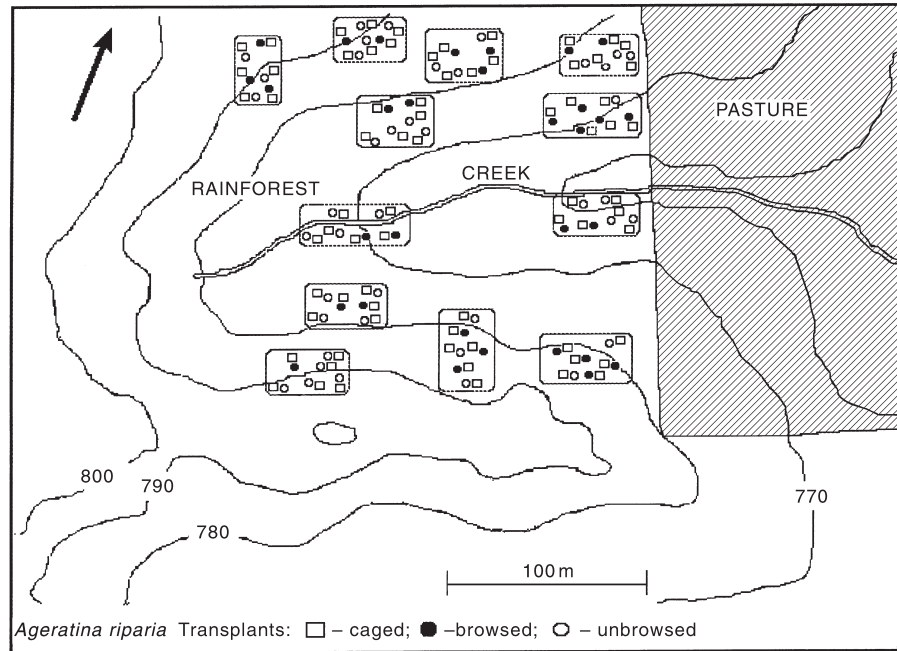 PASTURE
CREEK
RAINFOREST
800
790
780
770
100 m
Ageratina riparia Transplants: □ – caged; ● –browsed; ○ – unbrowsed